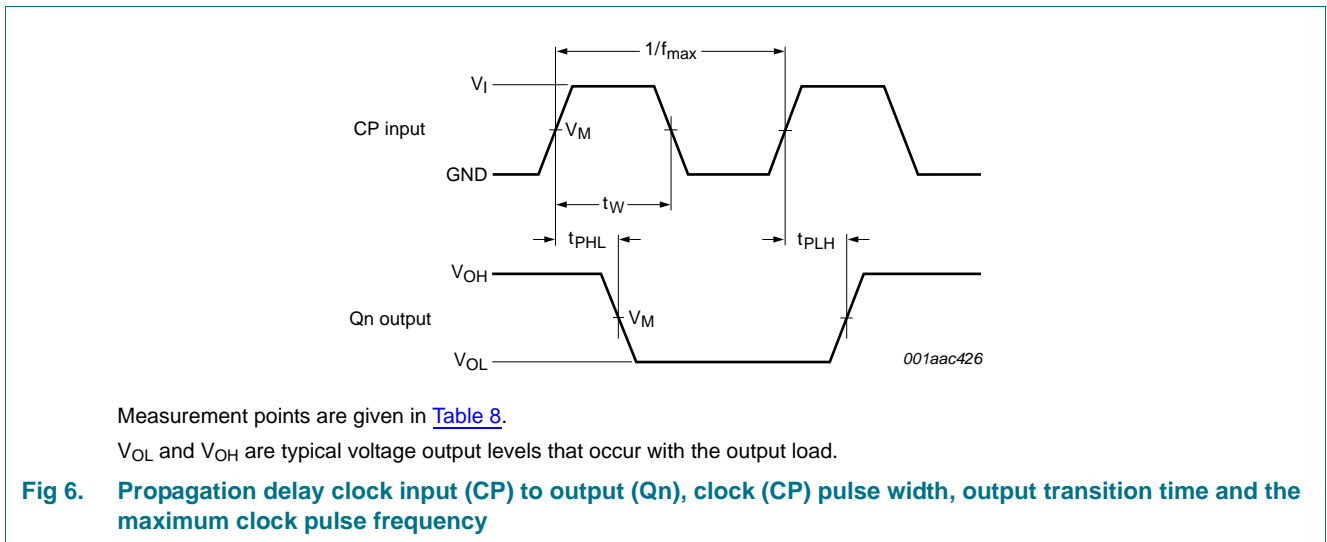 1/fmax
VI
CP input
VM
GND
tW
tPHL
tPLH
VOH
Qn output
VM
VOL
001aac426
Measurement points are given in Table 8.
VOL and VOH are typical voltage output levels that occur with the output load.
Fig 6. Propagation delay clock input (CP) to output (Qn), clock (CP) pulse width, output transition time and the
maximum clock pulse frequency